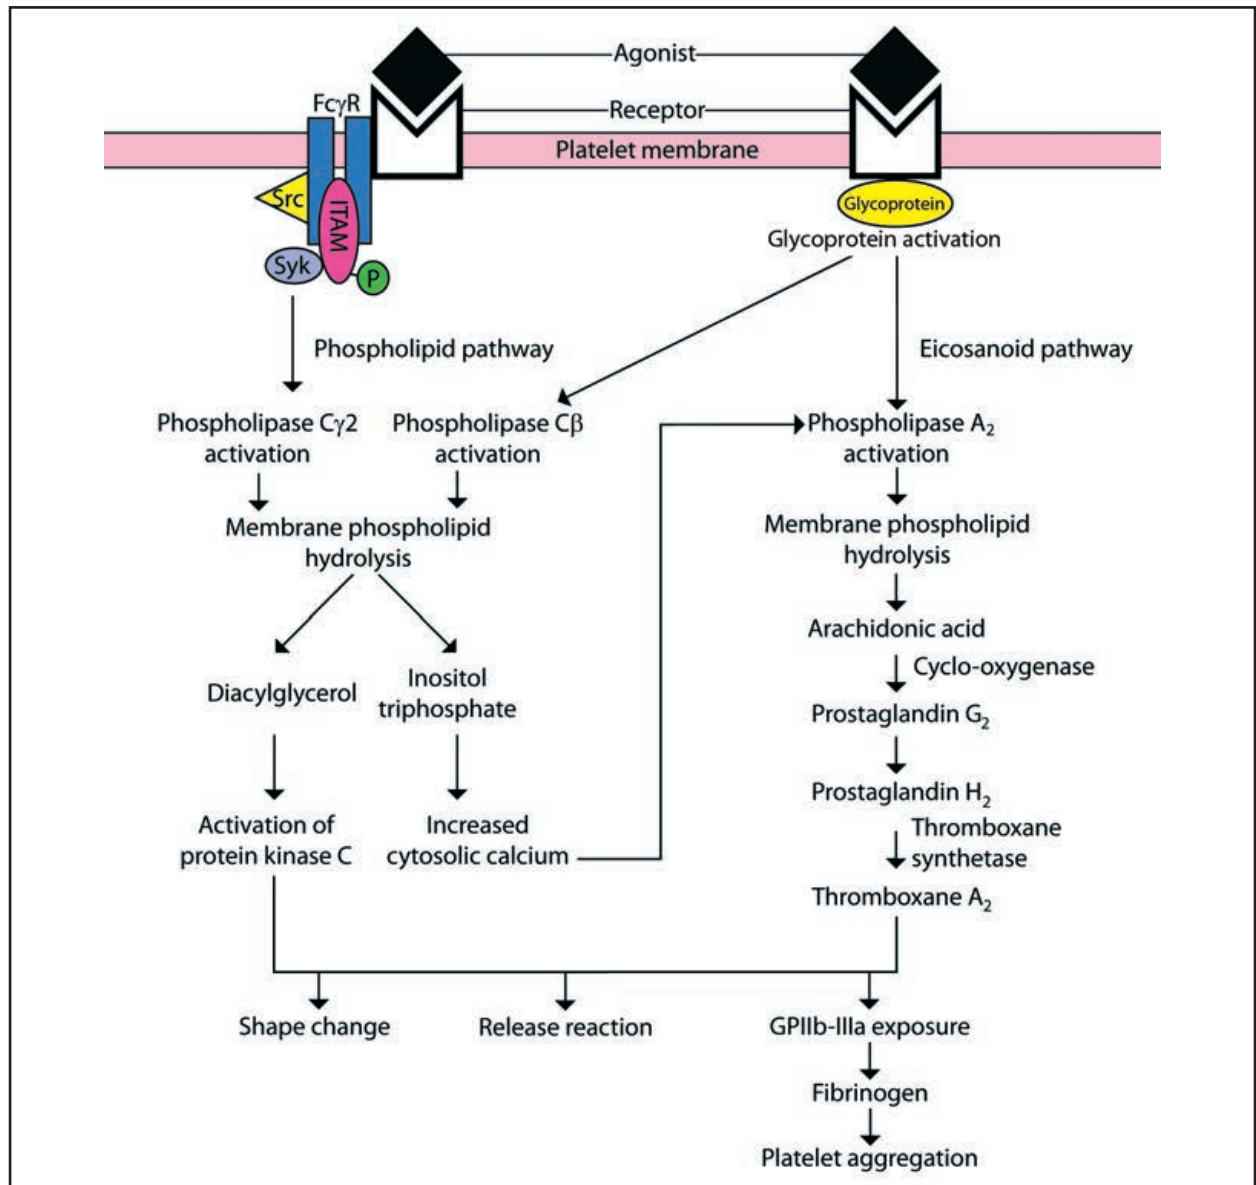 Agonist
FcγR
Receptor
Platelet membrane
Src
ITAM
Glycoprotein
Glycoprotein activation
Syk
P
Phospholipid pathway
Eicosanoid pathway
Phospholipase Cγ2
activation
Phospholipase Cβ
activation
Phospholipase A₂
activation
Membrane phospholipid
hydrolysis
Membrane phospholipid
hydrolysis
Arachidonic acid
Cyclo-oxygenase
Diacylglycerol
Inositol
triphosphate
Prostaglandin G₂
Prostaglandin H₂
Activation of
protein kinase C
Increased
cytosolic calcium
Thromboxane
synthetase
Thromboxane A₂
Shape change
Release reaction
GPIIb-IIIa exposure
Fibrinogen
Platelet aggregation